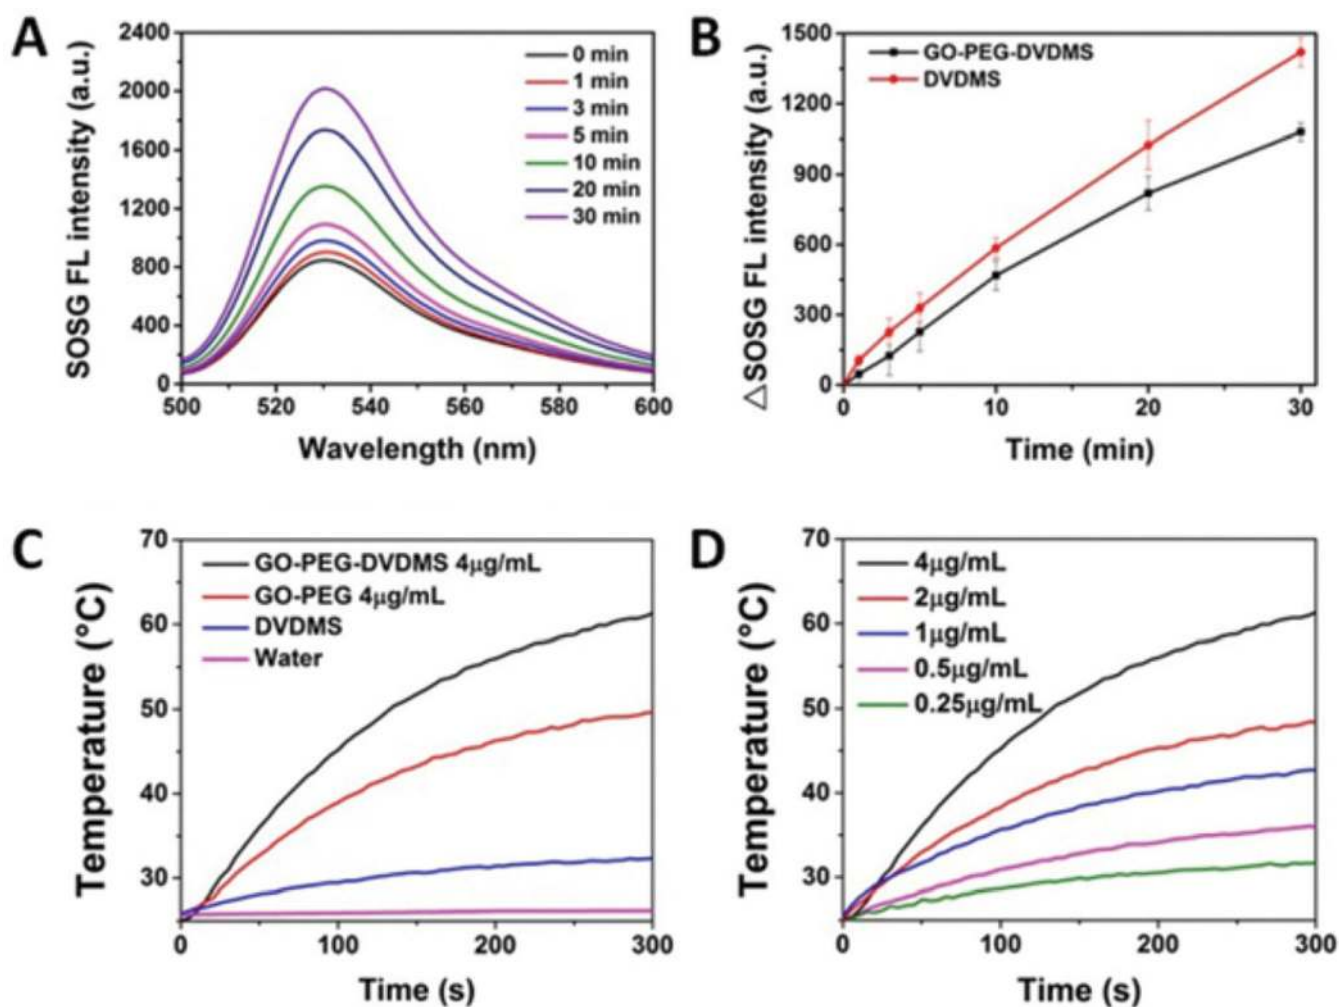 A
SOSG FL intensity (a.u.)
2400
2000
1600
1200
800
400
0
500
520
540
560
580
600
Wavelength (nm)
0 min
1 min
3 min
5 min
10 min
20 min
30 min
B
△SOSG FL intensity (a.u.)
1500
1200
900
600
300
0
0
10
20
30
Time (min)
GO-PEG-DVDMS
DVDMS
C
Temperature (°C)
70
60
50
40
30
0
100
200
300
Time (s)
GO-PEG-DVDMS 4μg/mL
GO-PEG 4μg/mL
DVDMS
Water
D
Temperature (°C)
70
60
50
40
30
0
100
200
300
Time (s)
4μg/mL
2μg/mL
1μg/mL
0.5μg/mL
0.25μg/mL